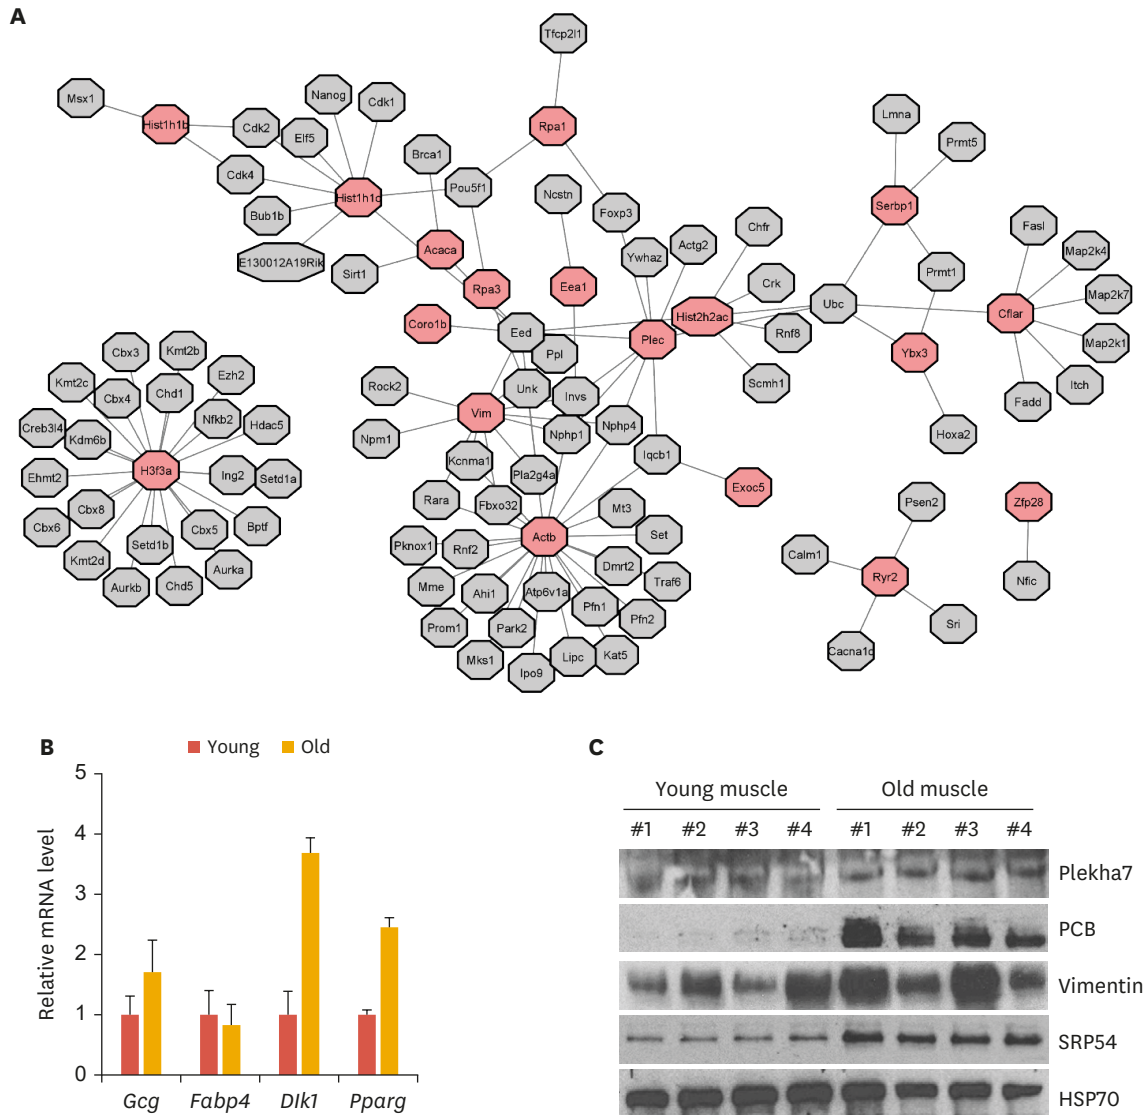 A
Tfcp2l1
Msx1
Nanog
Cdk1
Hist1h1b
Cdk2
Elf5
Rpa1
Lmna
Prmt5
Brca1
Cdk4
Hist1h1c
Pou5f1
Ncstn
Foxp3
Serbp1
Bub1b
Chfr
Fasl
Actg2
Ywhaz
Acaca
Map2k4
E130012A19Rik
Sirt1
Rpa3
Eea1
Crk
Prmt1
Map2k7
Ubc
Cflar
Coro1b
Eed
Plec
Hist2h2ac
Rnf8
Map2k1
Ppl
Ybx3
Cbx3
Kmt2b
Kmt2c
Ezh2
Cbx4
Chd1
Rock2
Unk
Invs
Scmh1
Itch
Fadd
Creb3l4
Kdm6b
Nfkb2
Hdac5
Vim
Npm1
Nphp1
Nphp4
Hoxa2
Iqcb1
Kcnma1
Pla2g4a
Ehmt2
H3f3a
Ing2
Setd1a
Exoc5
Rara
Fbxo32
Mt3
Psen2
Zfp28
Cbx8
Cbx6
Cbx5
Bptf
Setd1b
Kmt2d
Aurka
Aurkb
Chd5
Actb
Set
Pknox1
Rnf2
Dmrt2
Calm1
Ryr2
Nfic
Mme
Ahi1
Atp6v1a
Traf6
Pfn1
Pfn2
Prom1
Park2
Sri
Mks1
Ipo9
Lipc
Kat5
Cacna1c
B
Young
Old
Relative mRNA level
5
4
3
2
1
0
Gcg
Fabp4
Dlk1
Pparg
C
Young muscle
Old muscle
#1 #2 #3 #4 #1 #2 #3 #4
Plekha7
PCB
Vimentin
SRP54
HSP70